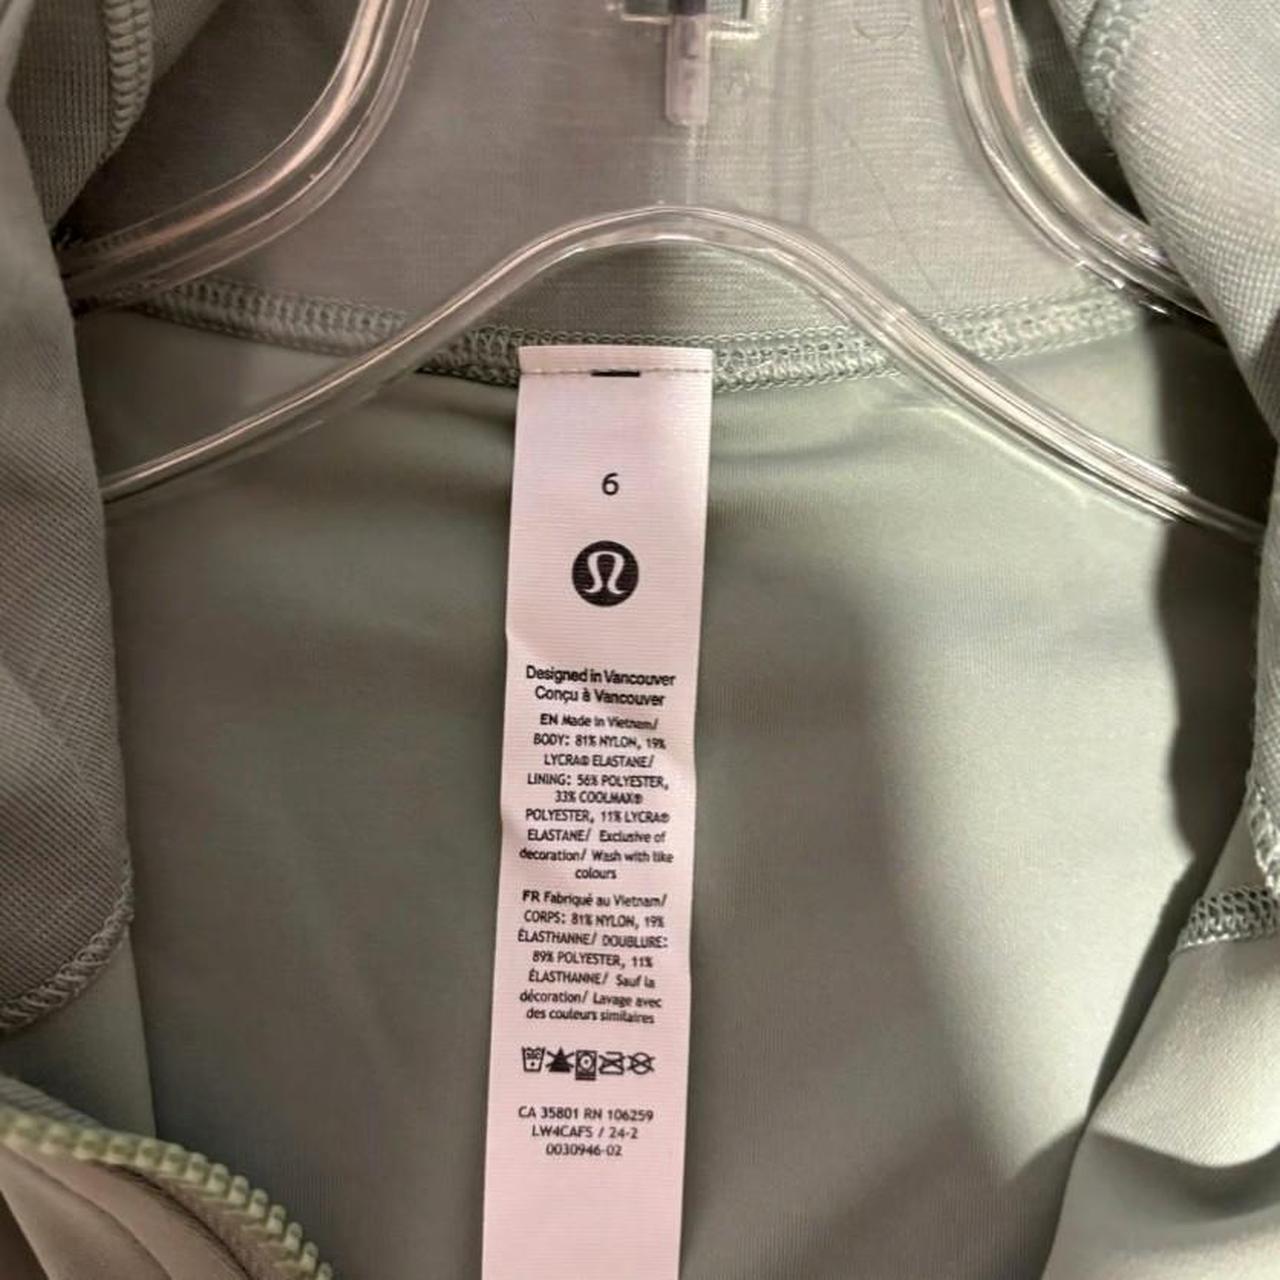 6
Designed in Vancouver
Conçu à Vancouver
EN Made in Vietnam/
BODY: 81% NYLON, 19%
LYCRA® ELASTANE/
LINING: 56% POLYESTER,
33% COOLMAX®
POLYESTER, 11% LYCRA®
ELASTANE/ Exclusive of
decoration/ Wash with like
colours
FR Fabriqué au Vietnam/
CORPS: 81% NYLON, 19%
ÉLASTHANNE/ DOUBLURE:
89% POLYESTER, 11%
ÉLASTHANNE/ Sauf la
décoration/ Lavage avec
des couleurs similaires
CA 35801 RN 106259
LW4CAFS / 24-2
0030946-02